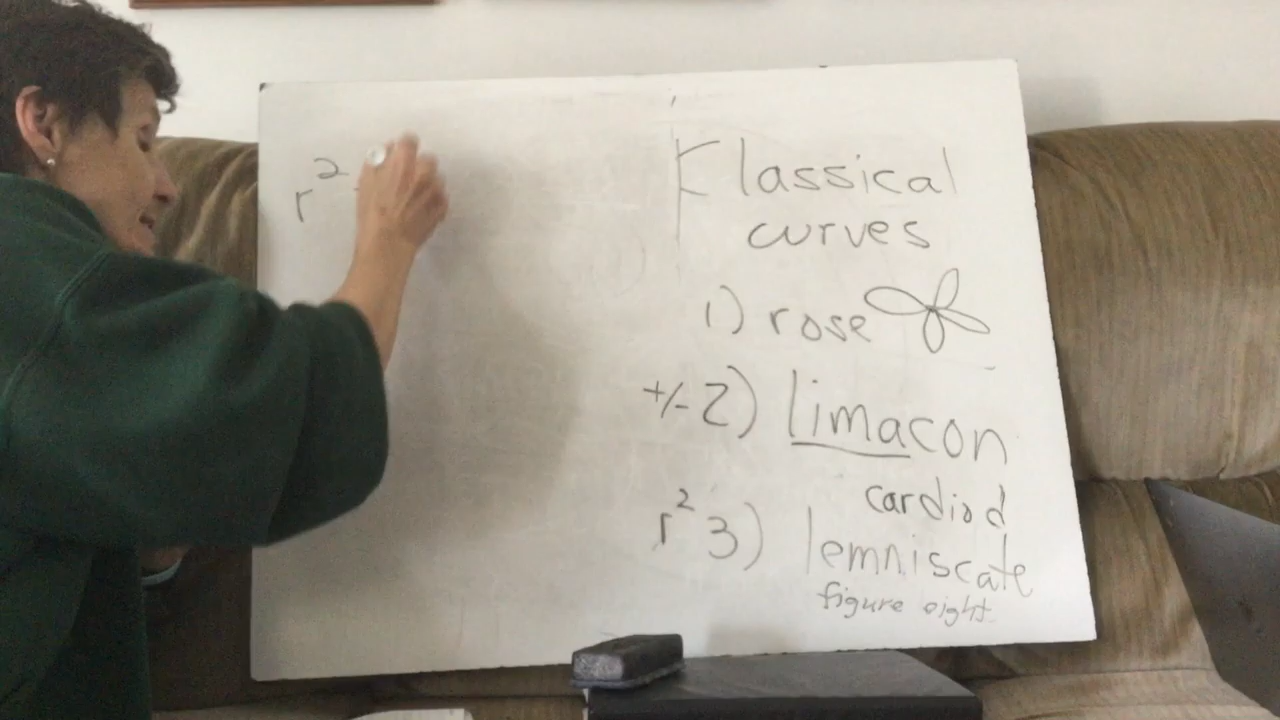 r²
Classical
curves
1) rose
+/- 2) limacon
cardiod
r² 3) lemniscate
figure eight